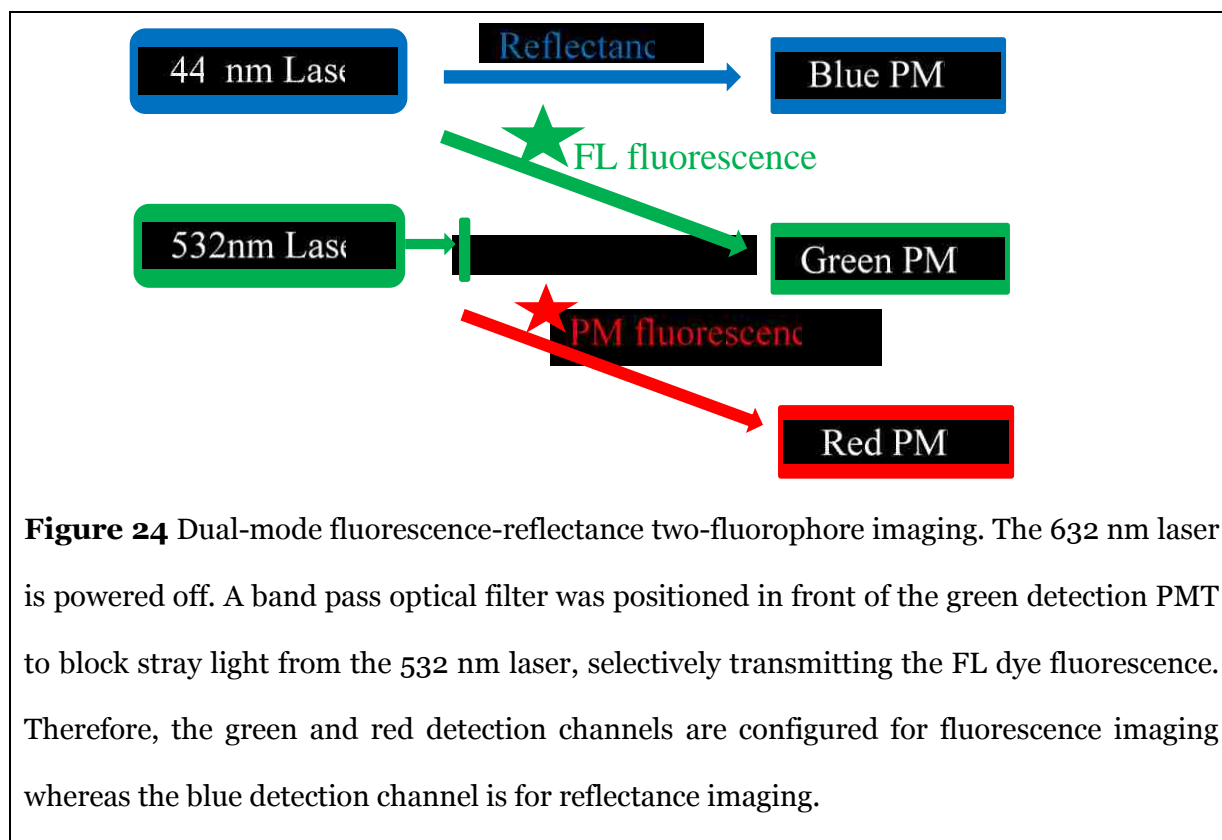 Reflectanc
44 nm Lase
Blue PM
FL fluorescence
532nm Lase
Green PM
PM fluorescenc
Red PM
Figure 24 Dual-mode fluorescence-reflectance two-fluorophore imaging. The 632 nm laser
is powered off. A band pass optical filter was positioned in front of the green detection PMT
to block stray light from the 532 nm laser, selectively transmitting the FL dye fluorescence.
Therefore, the green and red detection channels are configured for fluorescence imaging
whereas the blue detection channel is for reflectance imaging.